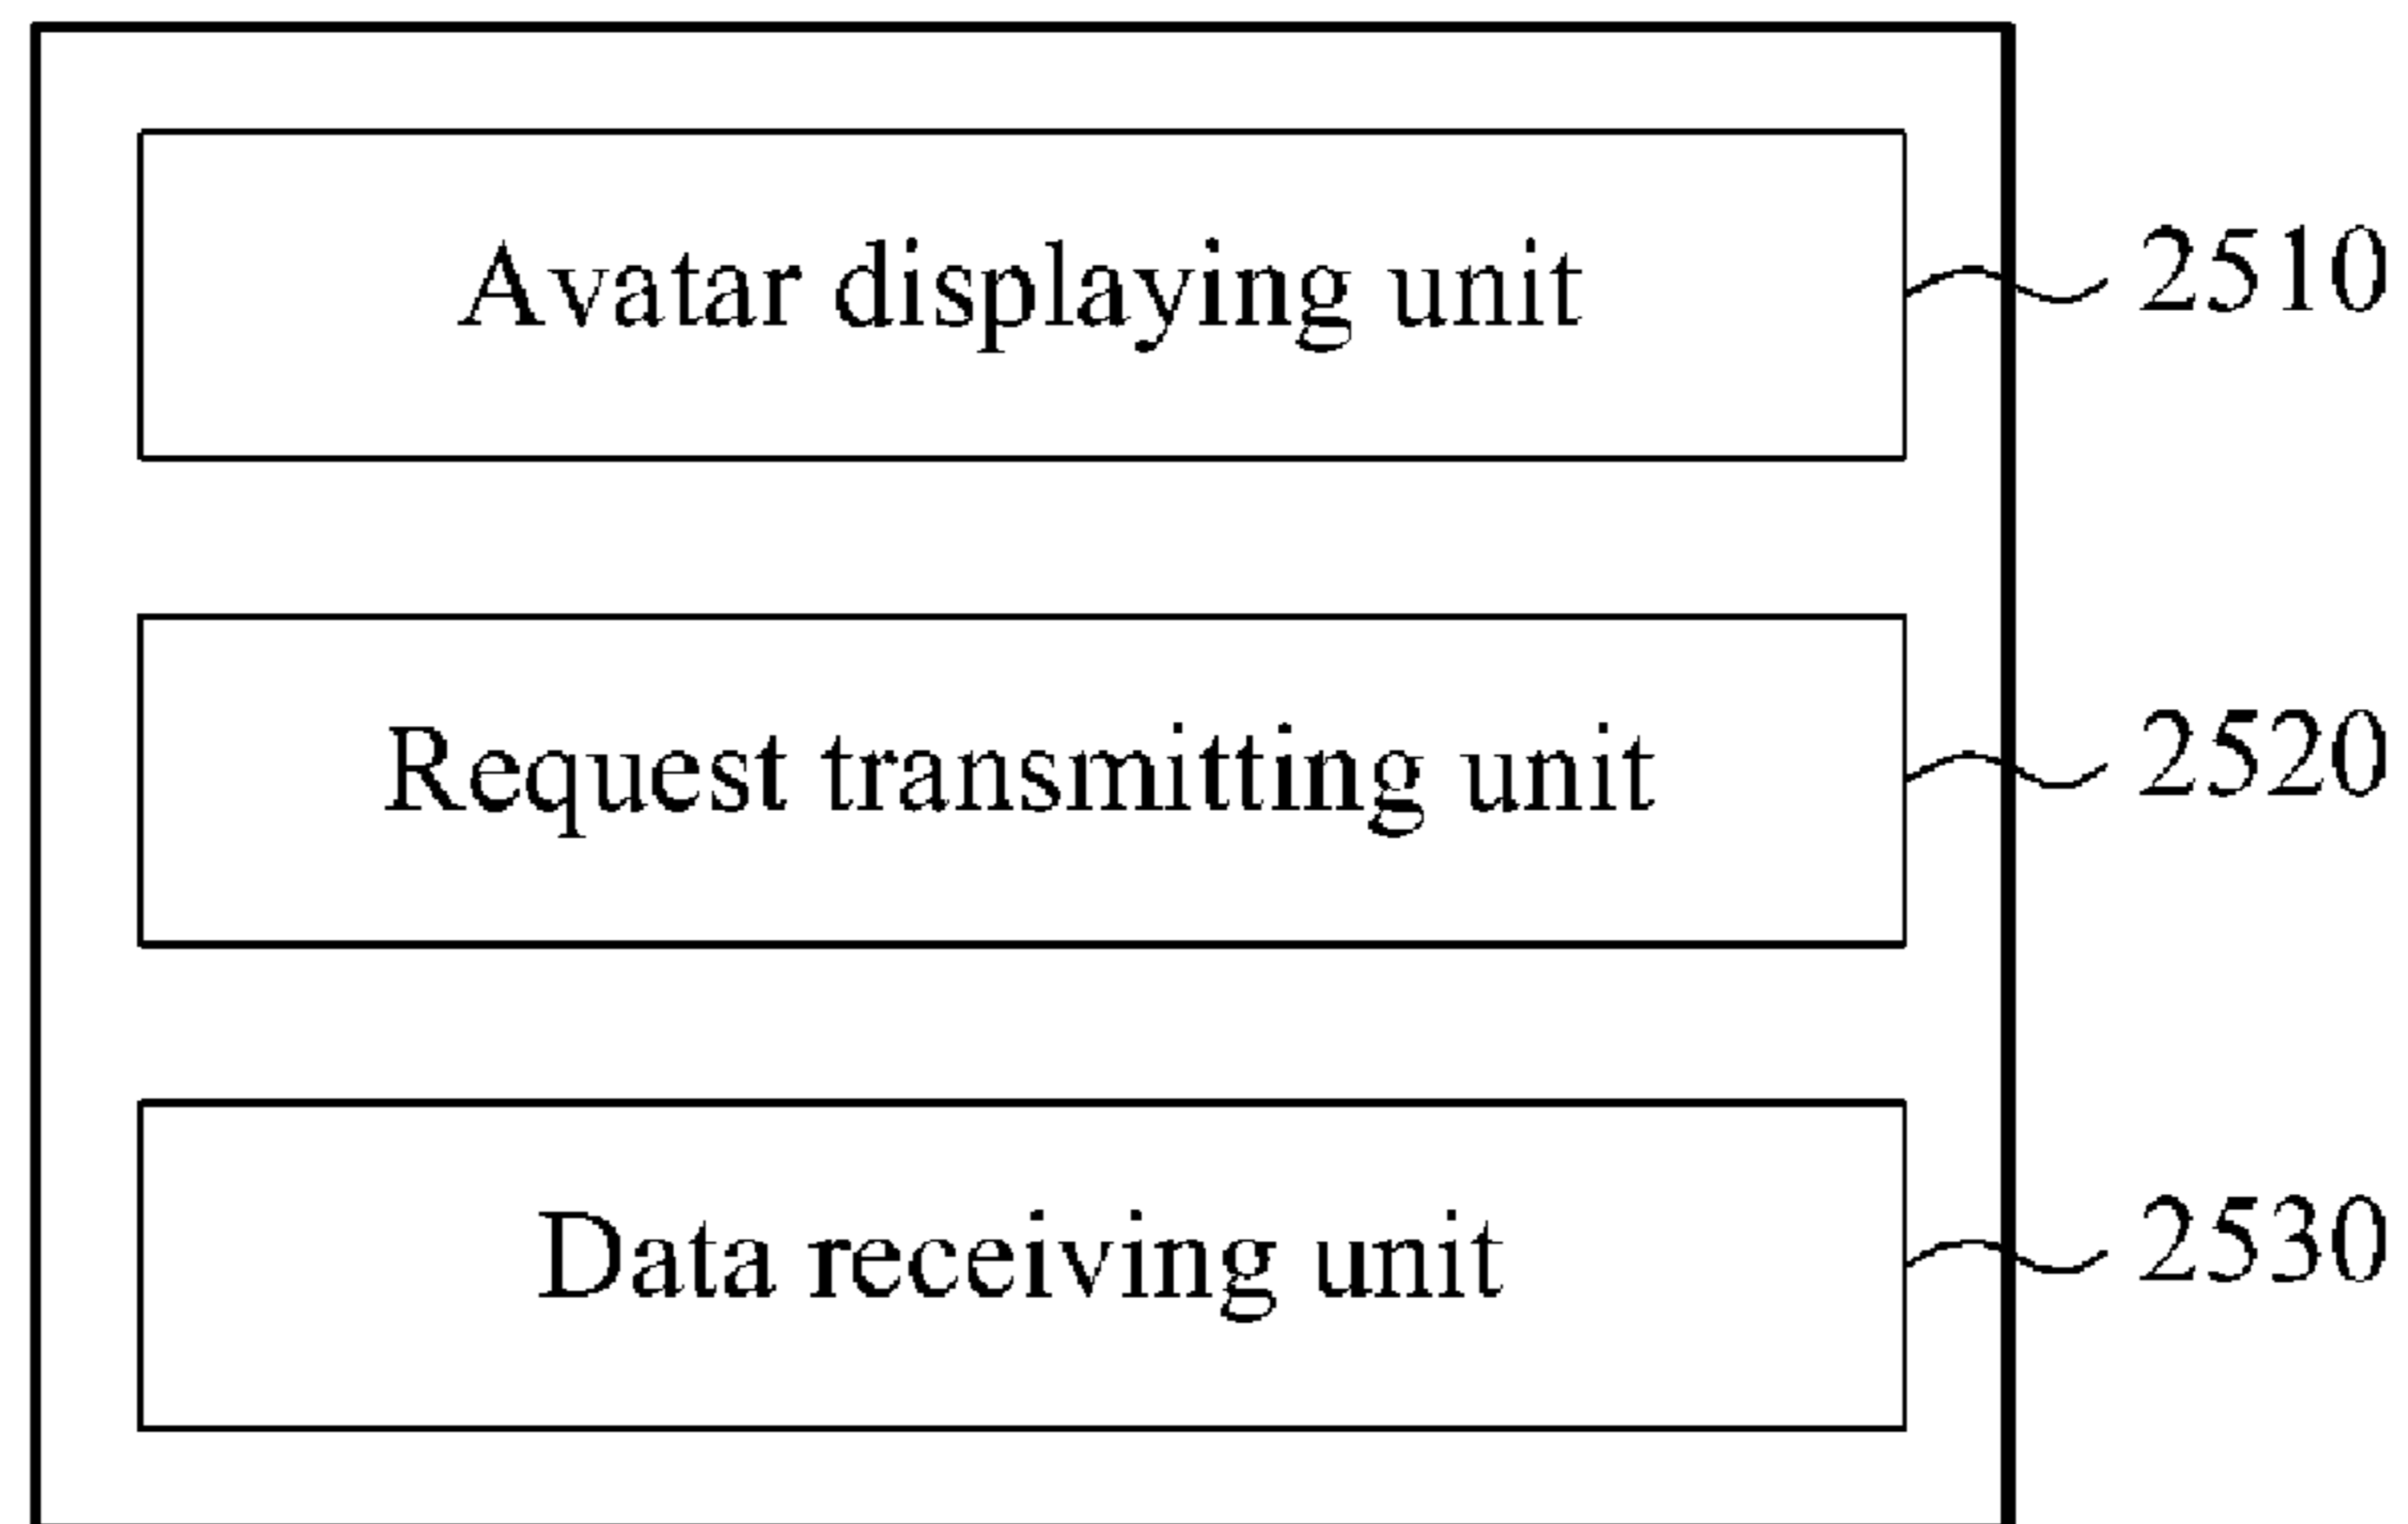 Avatar displaying unit 2510
Request transmitting unit 2520
Data receiving unit 2530